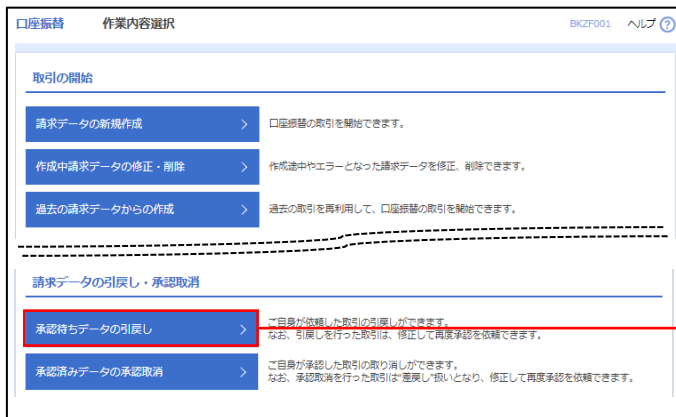 口座振替 作業内容選択 BKZF001 ヘルプ ?
取引の開始
請求データの新規作成 口座振替の取引を開始できます。
作成中請求データの修正・削除 作成途中やエラーとなった請求データを修正、削除できます。
過去の請求データからの作成 過去の取引を再利用して、口座振替の取引を開始できます。
請求データの引戻し・承認取消
承認待ちデータの引戻し ご自身が依頼した取引の引戻しができます。
なお、引戻しを行った取引は、修正して再度承認を依頼できます。
承認済みデータの承認取消 ご自身が承認した取引の取り消しができます。
なお、承認取消を行った取引は“差戻し”扱いとなり、修正して再度承認を依頼できます。